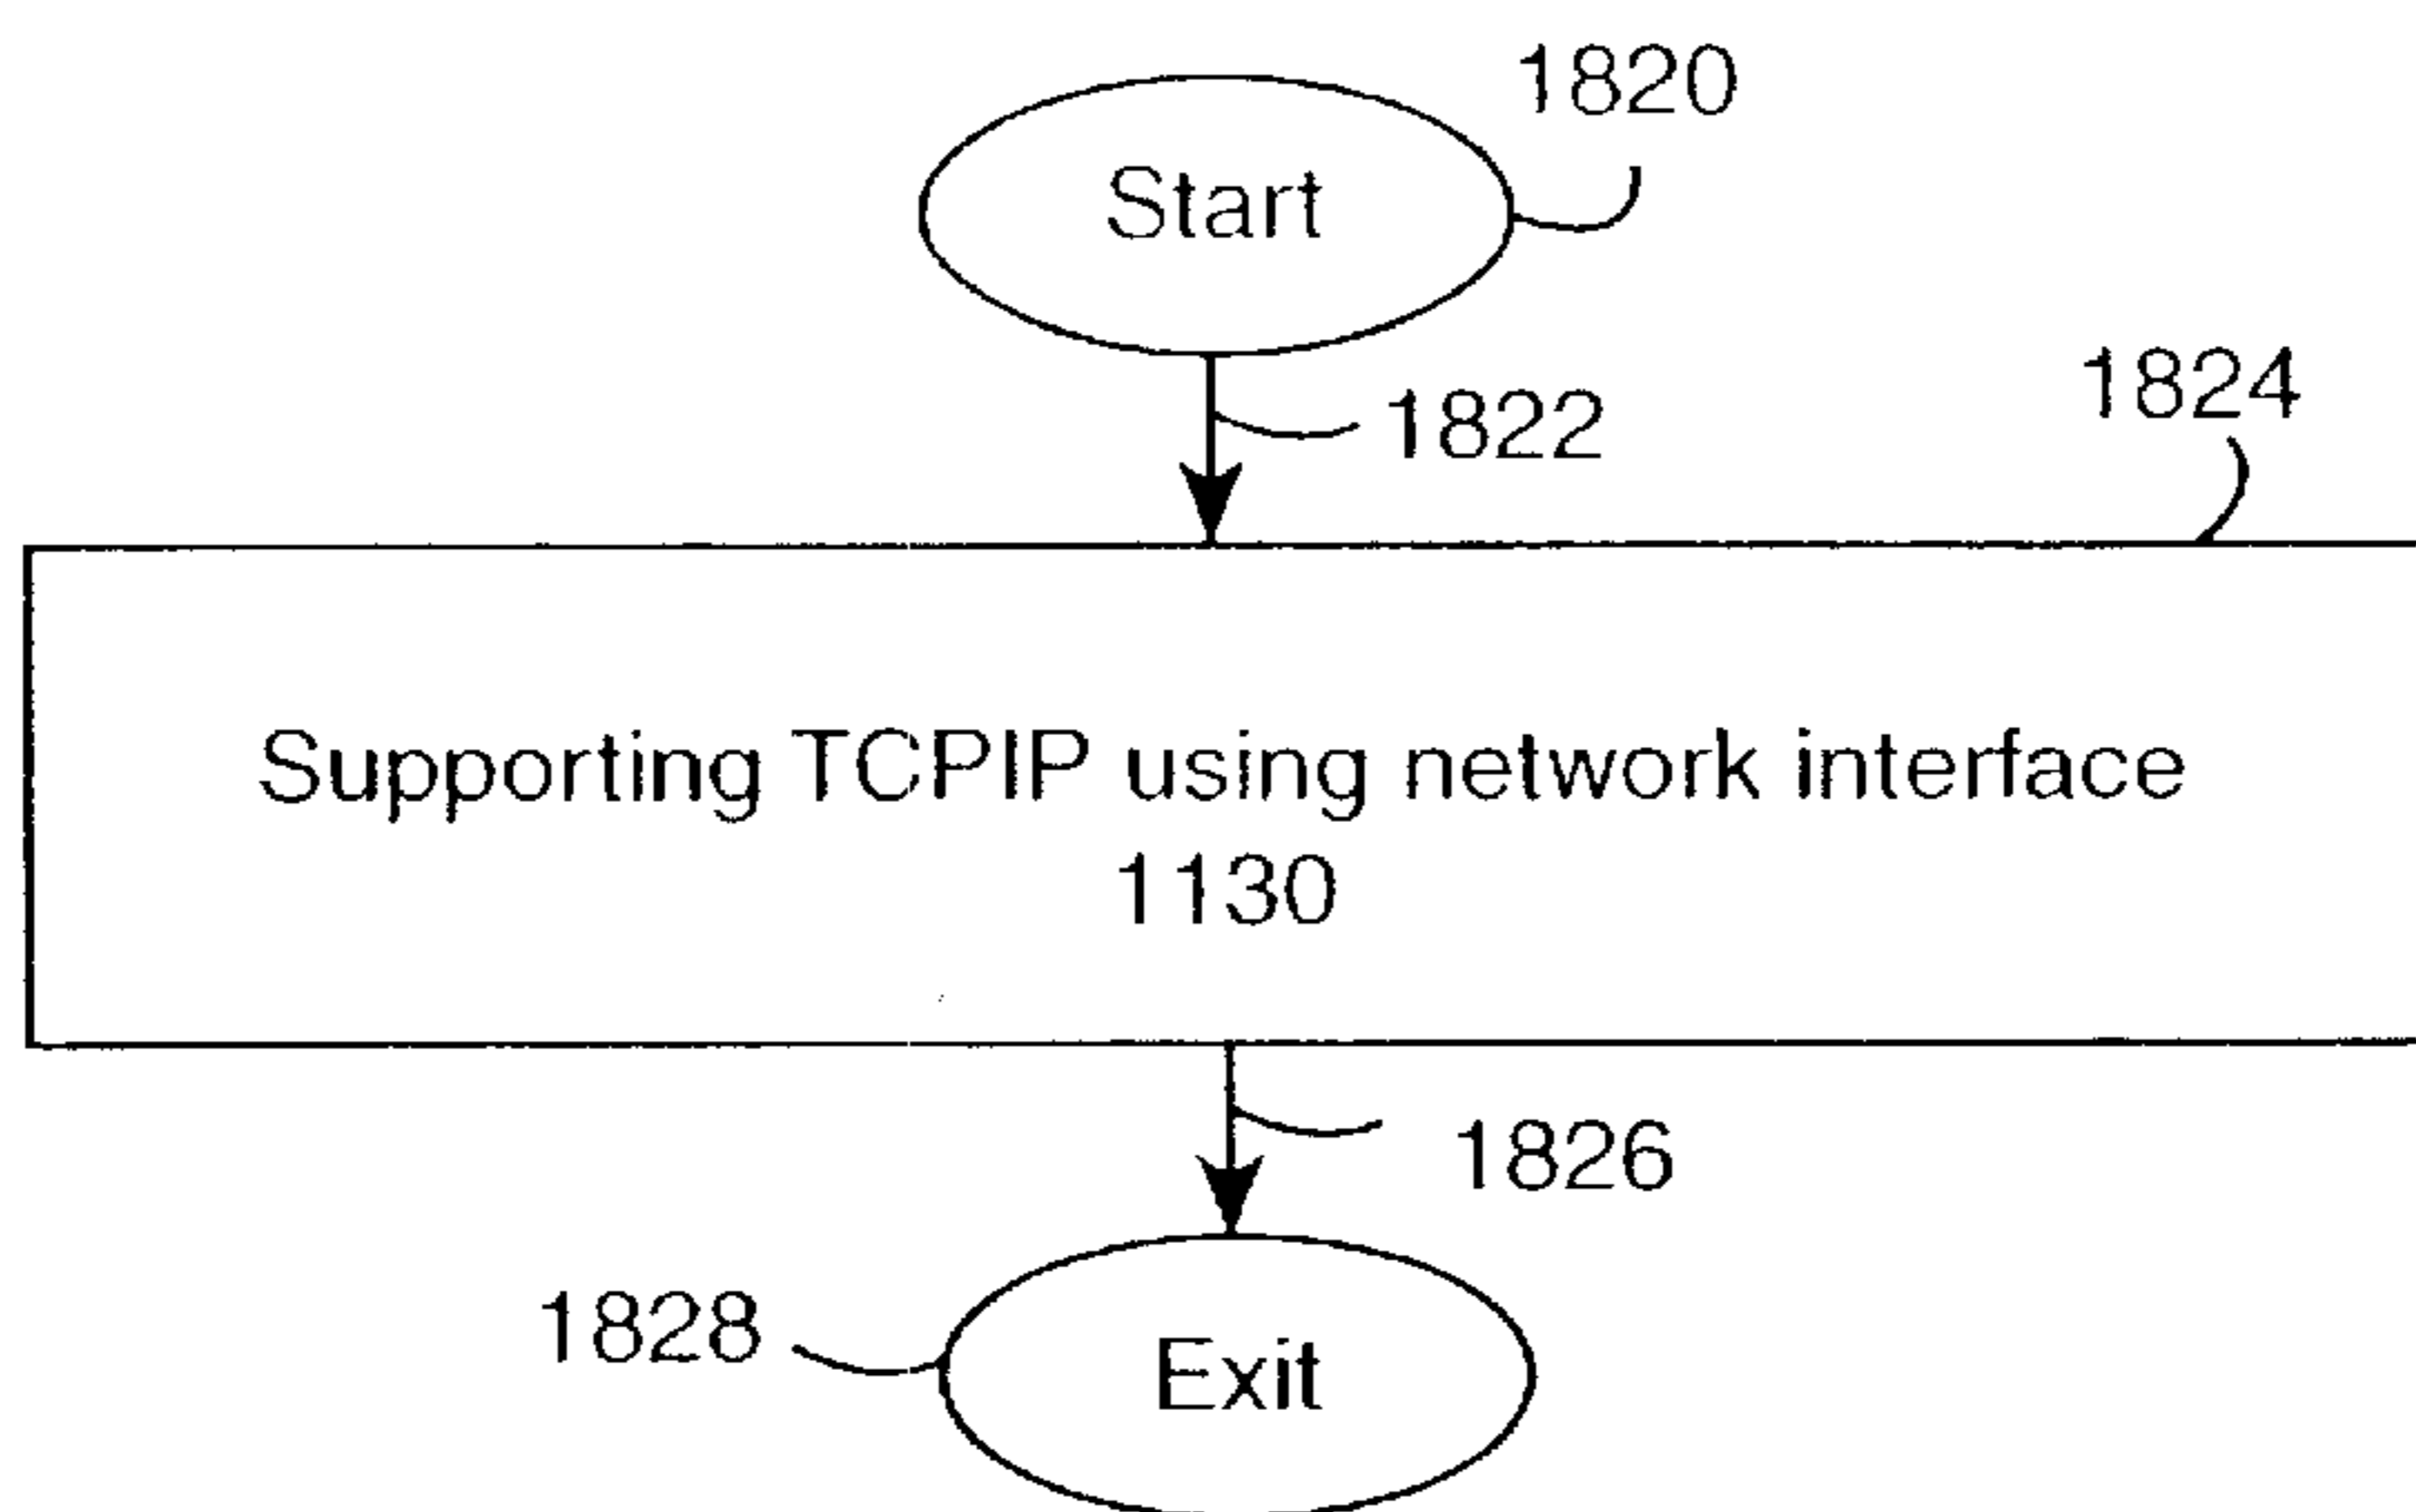 1820
Start
1822
1824
Supporting TCPIP using network interface
1130
1826
1828
Exit